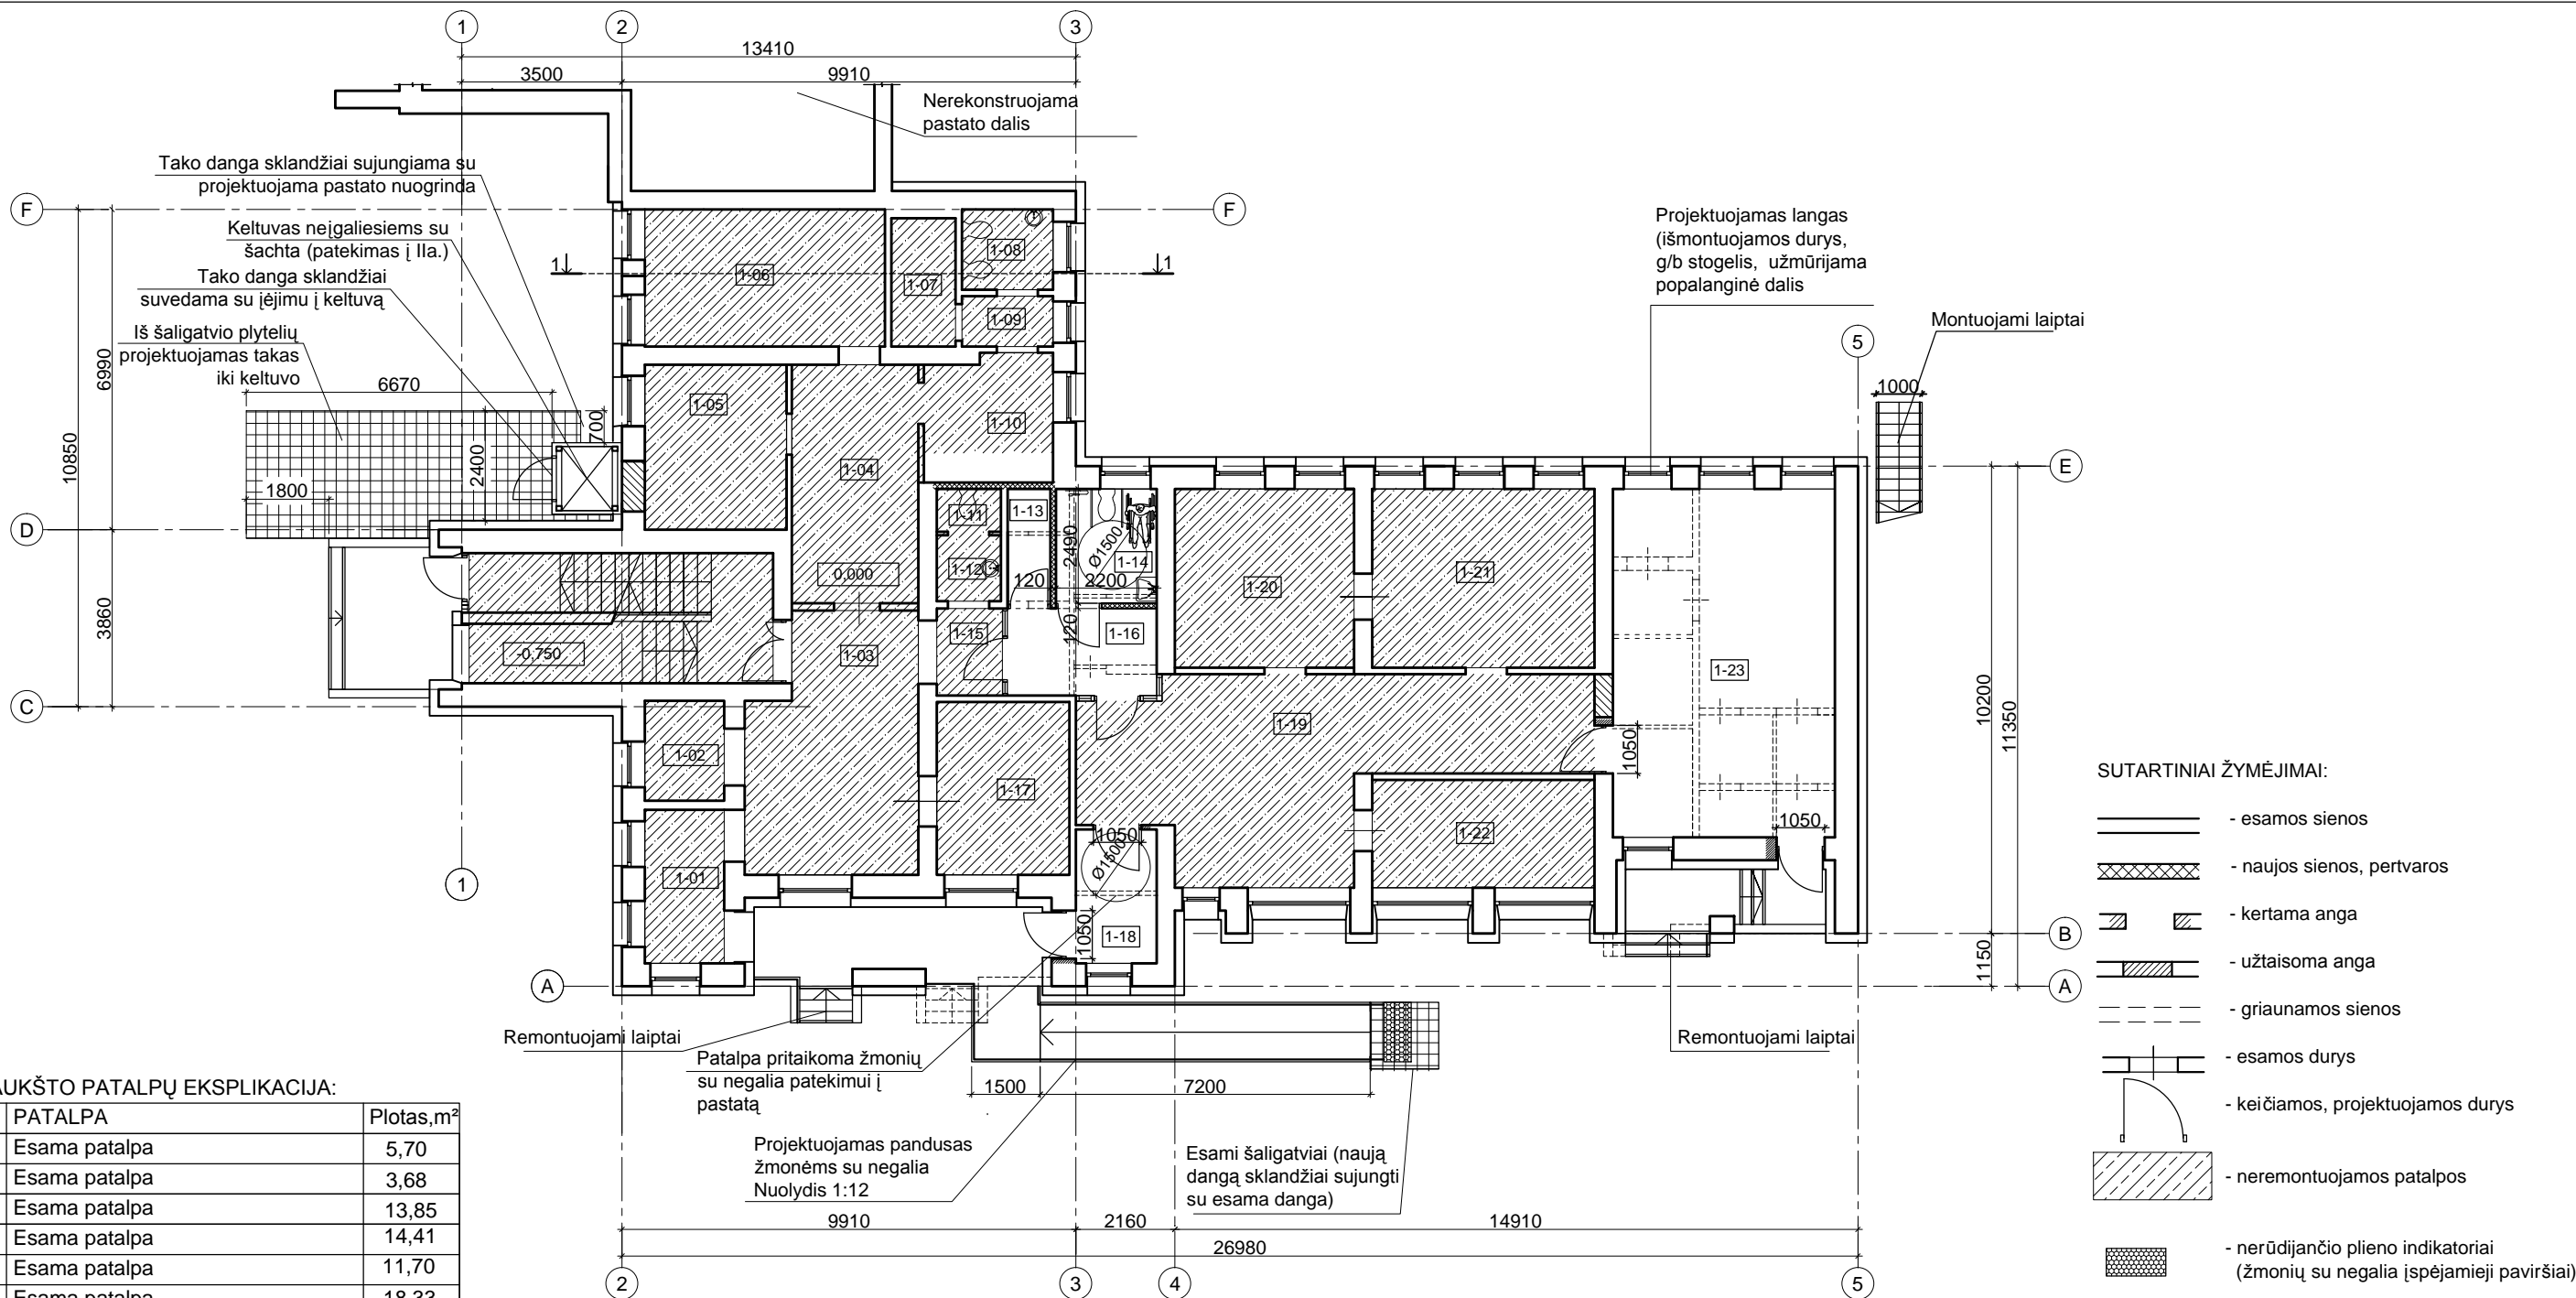 1
2
3
13410
3500
9910
Nerekonstruojama
pastato dalis
Tako danga sklandžiai sujungiama su
projektuojama pastato nuogrinda
F
F
Keltuvas neįgaliesiems su
šachta (patekimas į IIa.)
Tako danga sklandžiai
suvedama su įėjimu į keltuvą
Iš šaligatvio plytelių
projektuojamas takas
iki keltuvo
Projektuojamas langas
(išmontuojamos durys,
g/b stogelis, užmūrijama
popalanginė dalis
Montuojami laiptai
5
1000
1
1
1-06
1-07
1-08
1-09
1-05
1-10
1-04
6990
10850
3860
6670
700
2400
1800
D
E
1-11
1-13
1-12
2490
Ø1500
1-14
120
2200
120
1-15
1-16
1-20
1-21
0,000
-0,750
1-03
1-23
C
1-02
1-19
1-17
1050
10200
11350
1-01
1050
Ø1500
1-22
1050
1050
1-18
1
B
1150
A
A
Remontuojami laiptai
Patalpa pritaikoma žmonių
su negalia patekimui į
pastatą
Remontuojami laiptai
1500
7200
Projektuojamas pandusas
žmonėms su negalia
Nuolydis 1:12
Esami šaligatviai (naują
dangą sklandžiai sujungti
su esama danga)
9910
2160
14910
26980
2
3
4
5
SUTARTINIAI ŽYMĖJIMAI:
- esamos sienos
- naujos sienos, pertvaros
- kertama anga
- užtaisoma anga
- griaunamos sienos
- esamos durys
- keičiamos, projektuojamos durys
- neremontuojamos patalpos
- nerūdijančio plieno indikatoriai
(žmonių su negalia įspėjamieji paviršiai)
AUKŠTO PATALPŲ EKSPLIKACIJA:
PATALPA Plotas,m²
Esama patalpa 5,70
Esama patalpa 3,68
Esama patalpa 13,85
Esama patalpa 14,41
Esama patalpa 11,70
Esama patalpa 18,33